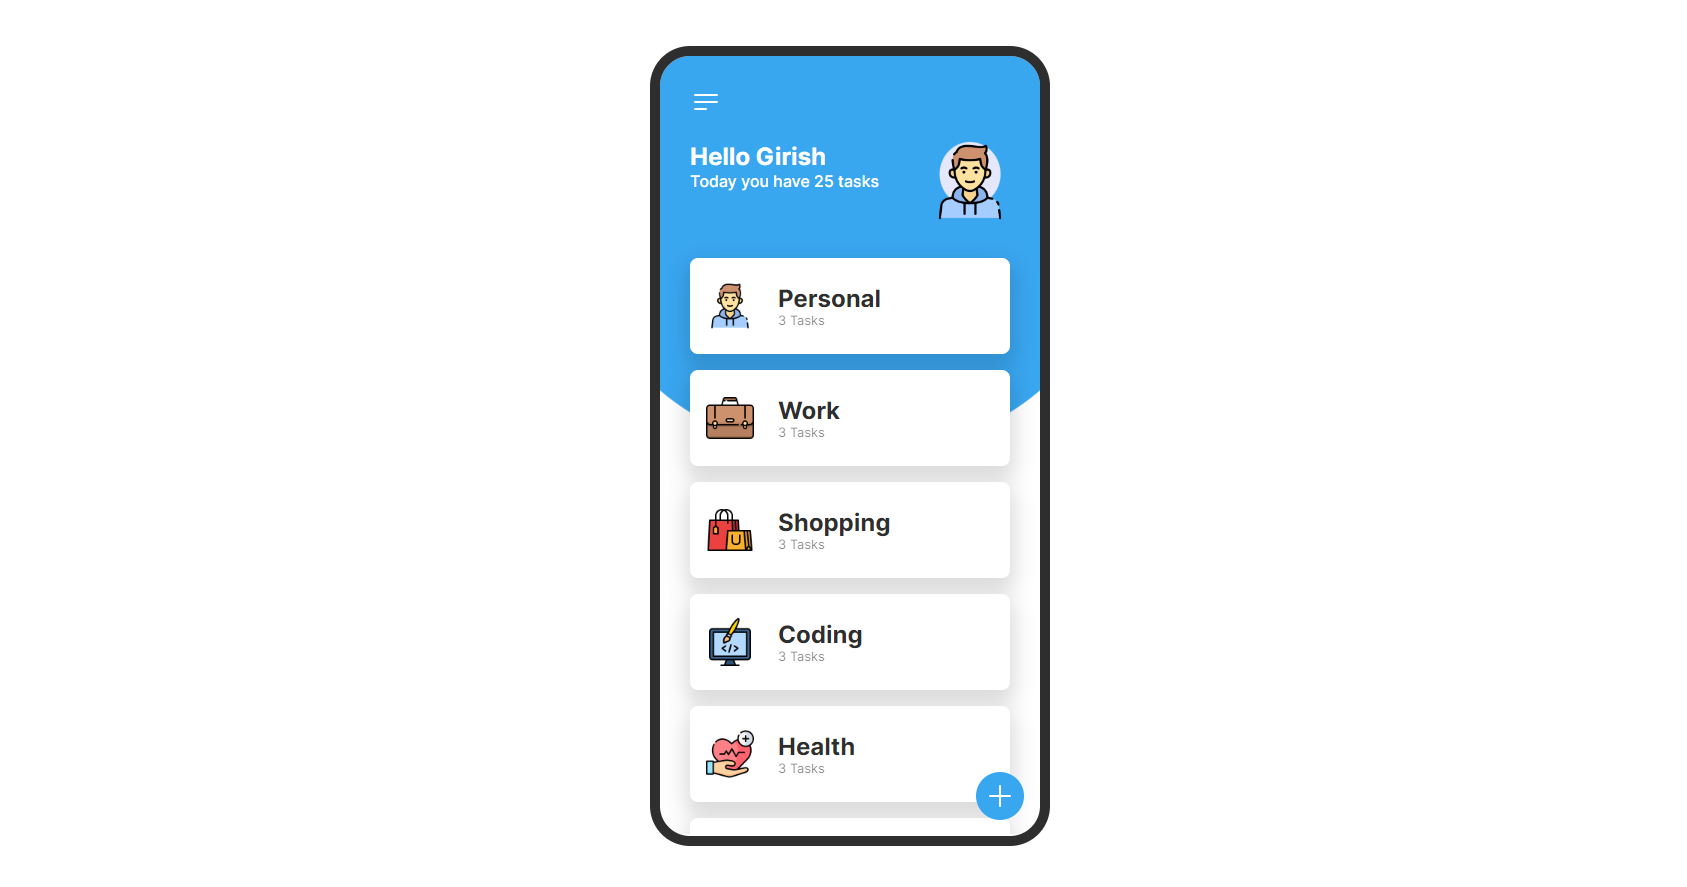 Hello Girish
Today you have 25 tasks
Personal
3 Tasks
Work
3 Tasks
Shopping
3 Tasks
Coding
3 Tasks
Health
3 Tasks